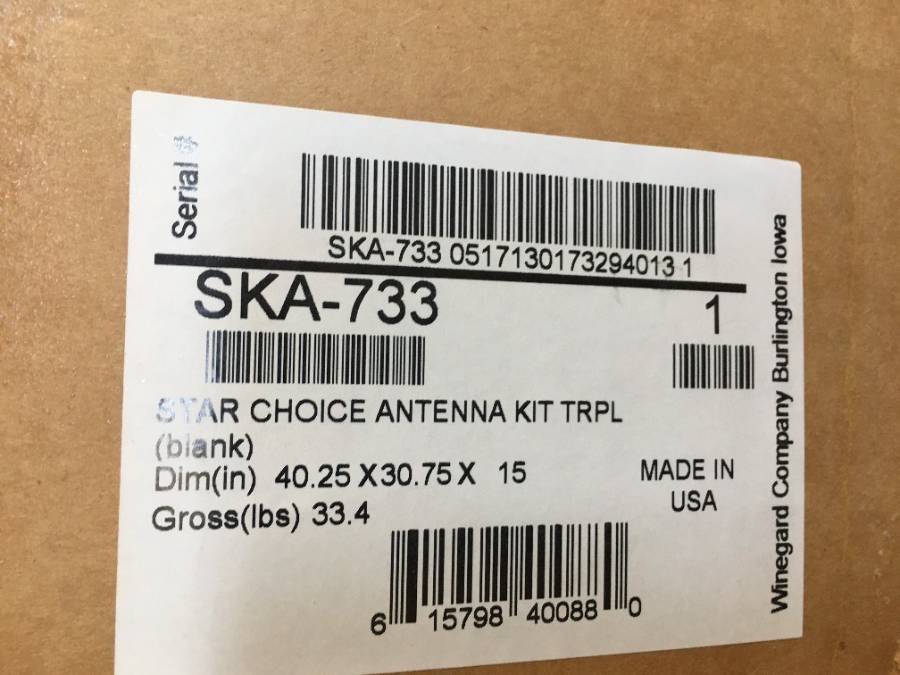 Serial #
SKA-733 0517130173294013 1
SKA-733
1
STAR CHOICE ANTENNA KIT TRPL
(blank)
Dim(in) 40.25 X30.75 X 15
Gross(lbs) 33.4
MADE IN
USA
6 15798 40088 0
Winegard Company Burlington Iowa